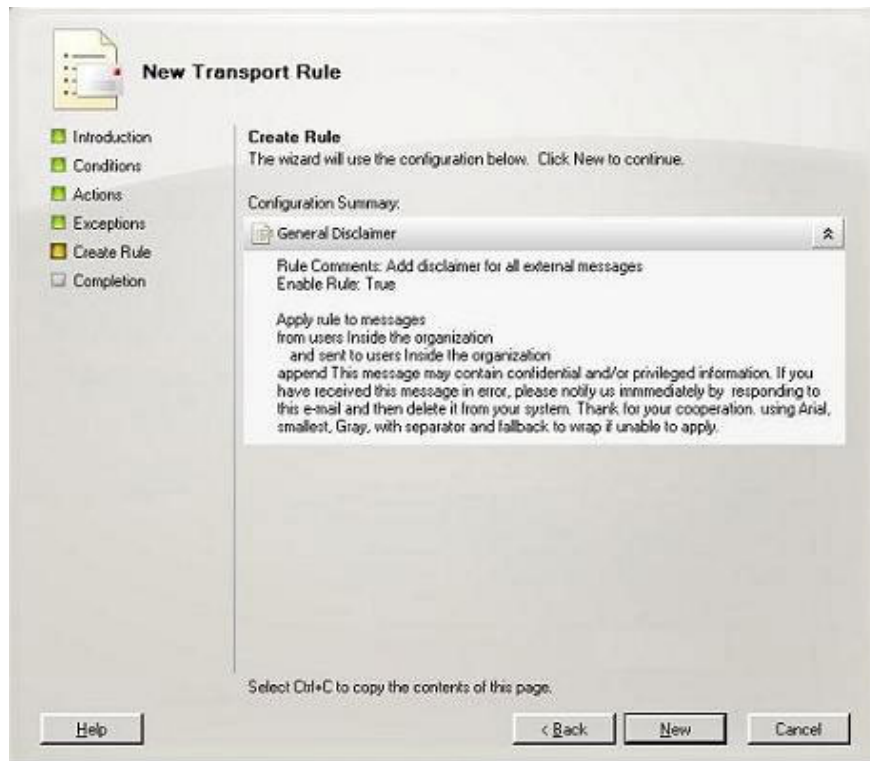 New Transport Rule
Introduction
Conditions
Actions
Exceptions
Create Rule
Completion
Create Rule
The wizard will use the configuration below. Click New to continue.
Configuration Summary:
General Disclaimer
Rule Comments: Add disclaimer for all external messages
Enable Rule: True
Apply rule to messages
from users Inside the organization
and sent to users Inside the organization
append This message may contain confidential and/or privileged information. If you
have received this message in error, please notify us immmediately by responding to
this e-mail and then delete it from your system. Thank for your cooperation. using Arial,
smallest, Gray, with separator and fallback to wrap if unable to apply.
Select Ctrl+C to copy the contents of this page.
Help
< Back
New
Cancel